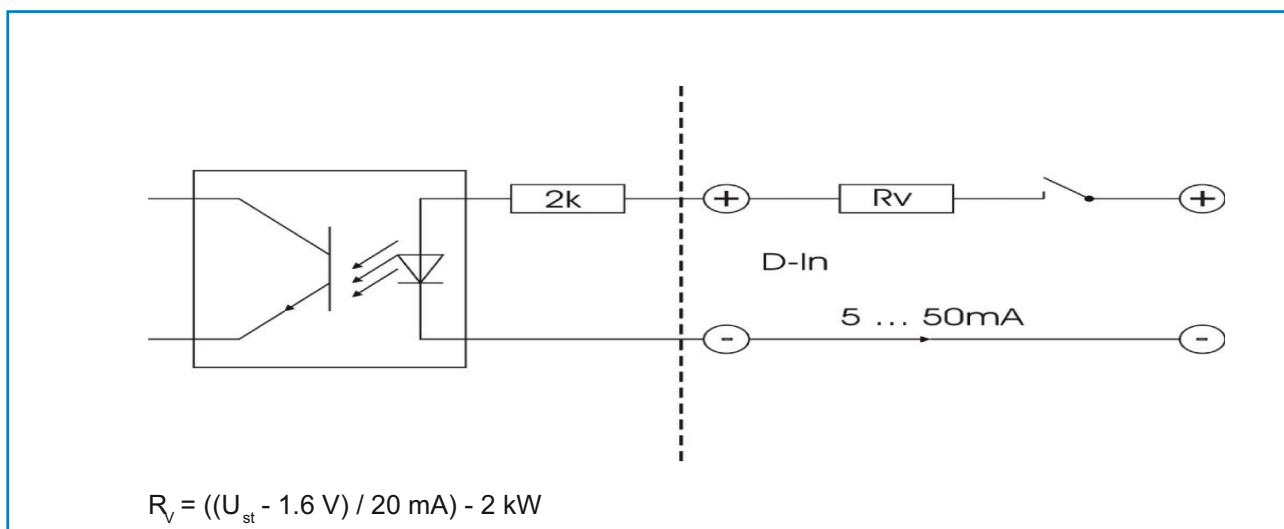 2k
+
Rv
+
D-In
5 ... 50mA
-
-
R_V = ((U_st - 1.6 V) / 20 mA) - 2 kW